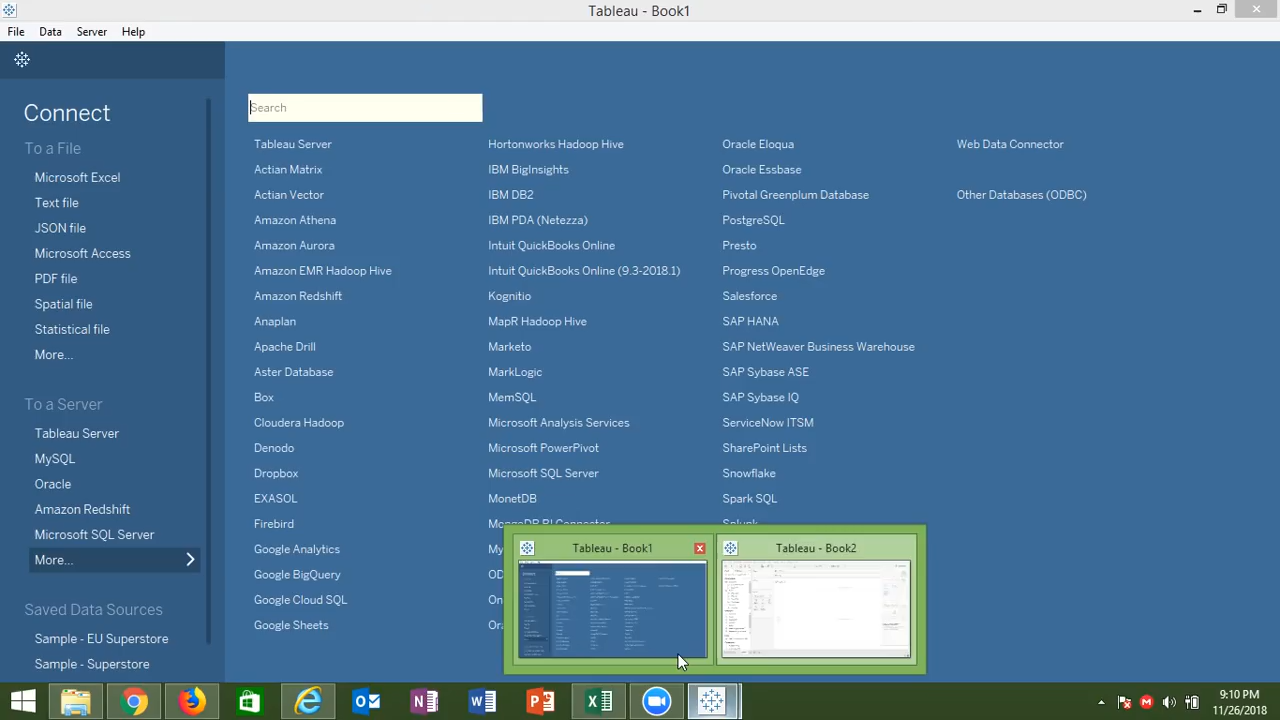 Tableau - Book1
File Data Server Help
Connect
To a File
Microsoft Excel
Text file
JSON file
Microsoft Access
PDF file
Spatial file
Statistical file
More...
To a Server
Tableau Server
MySQL
Oracle
Amazon Redshift
Microsoft SQL Server
More...
Saved Data Sources
Sample - EU Superstore
Sample - Superstore
Search
Tableau Server
Actian Matrix
Actian Vector
Amazon Athena
Amazon Aurora
Amazon EMR Hadoop Hive
Amazon Redshift
Anaplan
Apache Drill
Aster Database
Box
Cloudera Hadoop
Denodo
Dropbox
EXASOL
Firebird
Google Analytics
Google BigQuery
Google Cloud SQL
Google Sheets
Hortonworks Hadoop Hive
IBM BigInsights
IBM DB2
IBM PDA (Netezza)
Intuit QuickBooks Online
Intuit QuickBooks Online (9.3-2018.1)
Kognitio
MapR Hadoop Hive
Marketo
MarkLogic
MemSQL
Microsoft Analysis Services
Microsoft PowerPivot
Microsoft SQL Server
MonetDB
MongoDB BI Connector
Oracle Eloqua
Oracle Essbase
Pivotal Greenplum Database
PostgreSQL
Presto
Progress OpenEdge
Salesforce
SAP HANA
SAP NetWeaver Business Warehouse
SAP Sybase ASE
SAP Sybase IQ
ServiceNow ITSM
SharePoint Lists
Snowflake
Spark SQL
Splunk
Web Data Connector
Other Databases (ODBC)
Tableau - Book1
Tableau - Book2
9:10 PM
11/26/2018